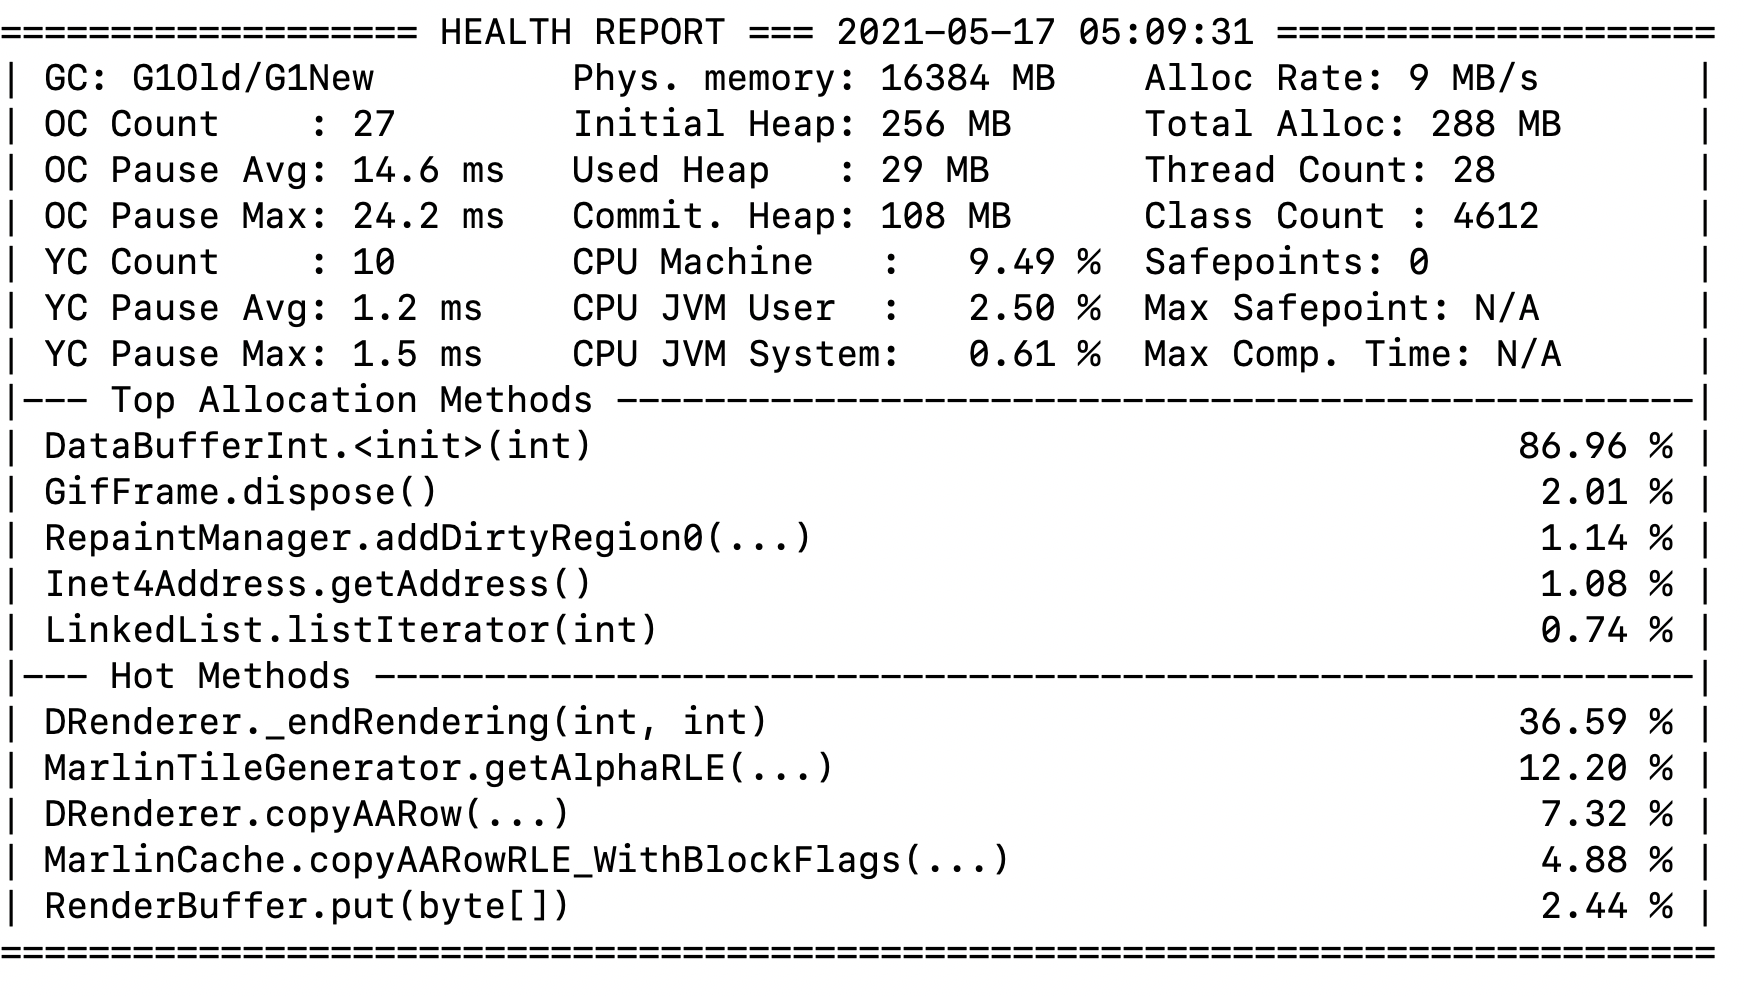 =================== HEALTH REPORT === 2021-05-17 05:09:31 ====================
| GC: G1Old/G1New         Phys. memory: 16384 MB    Alloc Rate: 9 MB/s       |
| OC Count    : 27        Initial Heap: 256 MB      Total Alloc: 288 MB      |
| OC Pause Avg: 14.6 ms   Used Heap   : 29 MB       Thread Count: 28         |
| OC Pause Max: 24.2 ms   Commit. Heap: 108 MB      Class Count : 4612       |
| YC Count    : 10        CPU Machine   :   9.49 %  Safepoints: 0            |
| YC Pause Avg: 1.2 ms    CPU JVM User  :   2.50 %  Max Safepoint: N/A       |
| YC Pause Max: 1.5 ms    CPU JVM System:   0.61 %  Max Comp. Time: N/A      |
|--- Top Allocation Methods -------------------------------------------------|
| DataBufferInt.<init>(int)                                          86.96 % |
| GifFrame.dispose()                                                  2.01 % |
| RepaintManager.addDirtyRegion0(...)                                 1.14 % |
| Inet4Address.getAddress()                                           1.08 % |
| LinkedList.listIterator(int)                                        0.74 % |
|--- Hot Methods ------------------------------------------------------------|
| DRenderer._endRendering(int, int)                                  36.59 % |
| MarlinTileGenerator.getAlphaRLE(...)                               12.20 % |
| DRenderer.copyAARow(...)                                            7.32 % |
| MarlinCache.copyAARowRLE_WithBlockFlags(...)                        4.88 % |
| RenderBuffer.put(byte[])                                            2.44 % |
==============================================================================